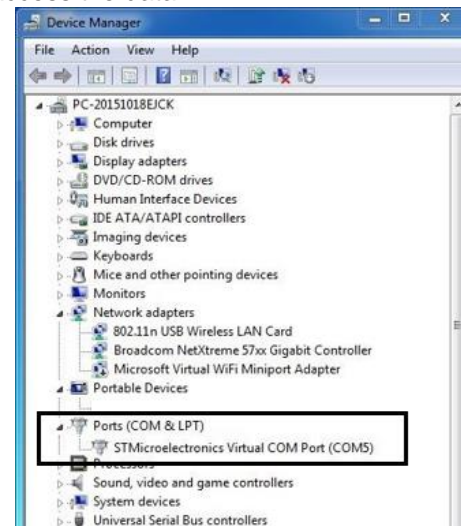 Device Manager
File Action View Help
PC-20151018EJCK
Computer
Disk drives
Display adapters
DVD/CD-ROM drives
Human Interface Devices
IDE ATA/ATAPI controllers
Imaging devices
Keyboards
Mice and other pointing devices
Monitors
Network adapters
802.11n USB Wireless LAN Card
Broadcom NetXtreme 57xx Gigabit Controller
Microsoft Virtual WiFi Miniport Adapter
Portable Devices
Ports (COM & LPT)
STMicroelectronics Virtual COM Port (COM5)
Processors
Sound, video and game controllers
System devices
Universal Serial Bus controllers